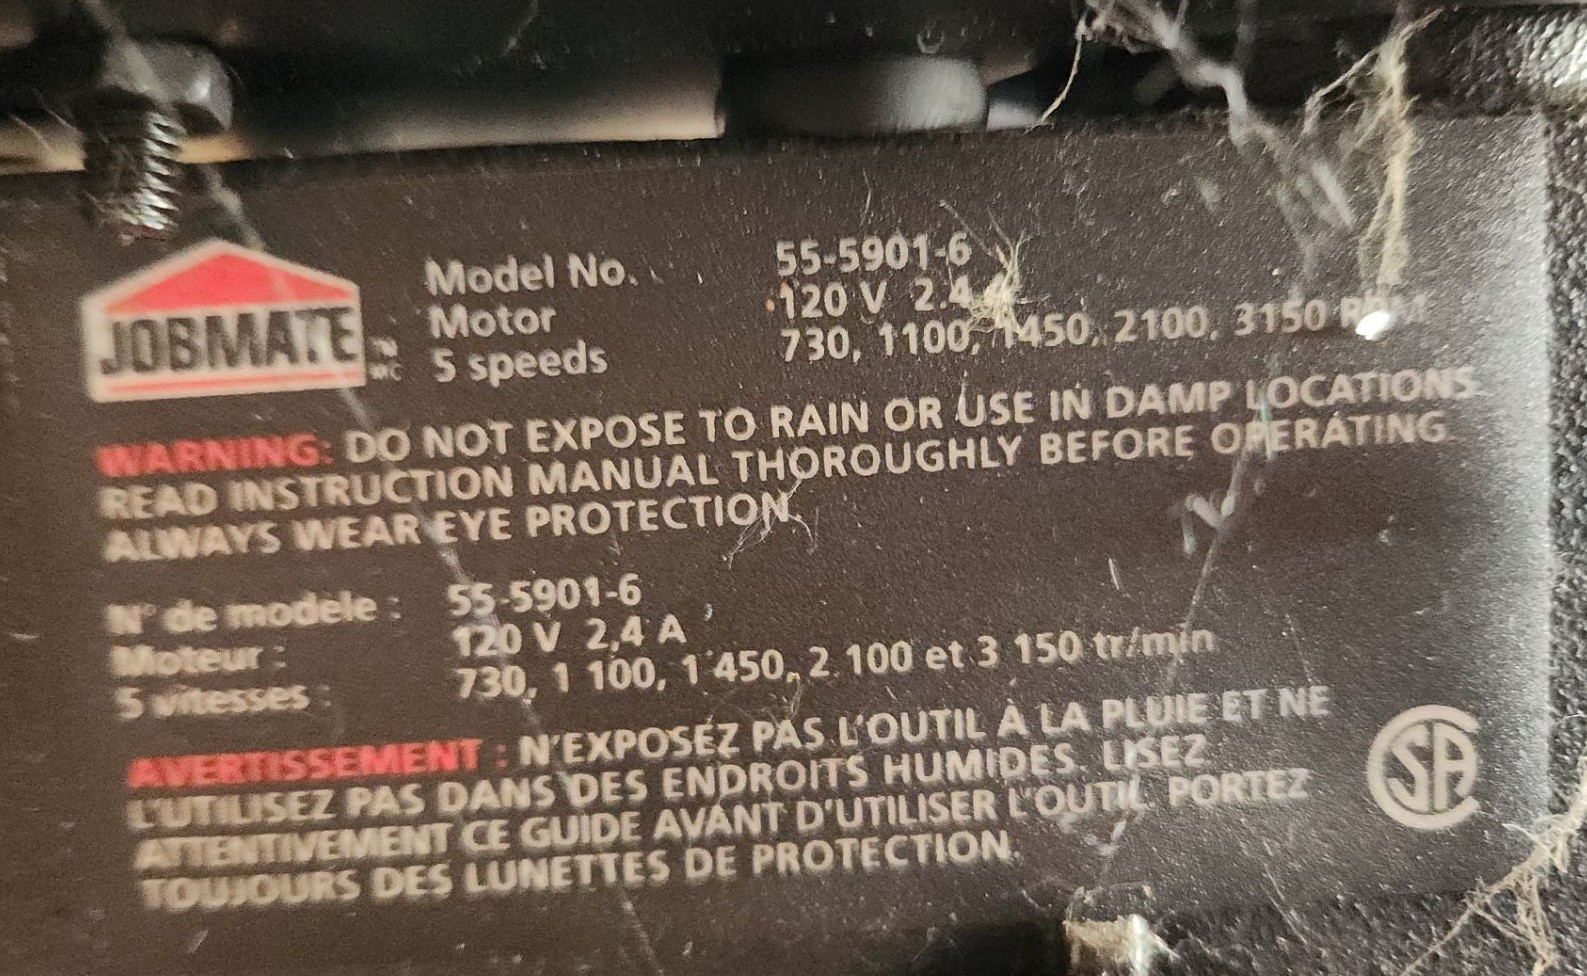 JOBMATE
Model No. 55-5901-6
Motor 120 V 2.4
5 speeds 730, 1100, 1450, 2100, 3150 RPM
WARNING: DO NOT EXPOSE TO RAIN OR USE IN DAMP LOCATIONS.
READ INSTRUCTION MANUAL THOROUGHLY BEFORE OPERATING.
ALWAYS WEAR EYE PROTECTION.
N° de modèle : 55-5901-6
Moteur : 120 V 2,4 A
5 vitesses : 730, 1 100, 1 450, 2 100 et 3 150 tr/min
AVERTISSEMENT : N'EXPOSEZ PAS L'OUTIL À LA PLUIE ET NE
L'UTILISEZ PAS DANS DES ENDROITS HUMIDES. LISEZ
ATTENTIVEMENT CE GUIDE AVANT D'UTILISER L'OUTIL. PORTEZ
TOUJOURS DES LUNETTES DE PROTECTION.
SA